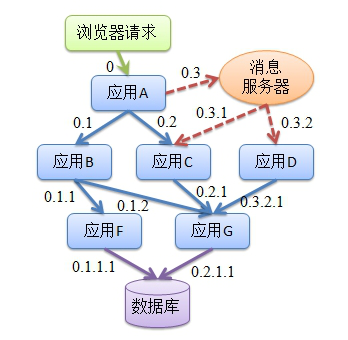 浏览器请求
0
应用A
0.3
消息
服务器
0.1
0.2
0.3.1
0.3.2
应用B
应用C
应用D
0.1.1
0.1.2
0.2.1
0.3.2.1
应用F
应用G
0.1.1.1
0.2.1.1
数据库